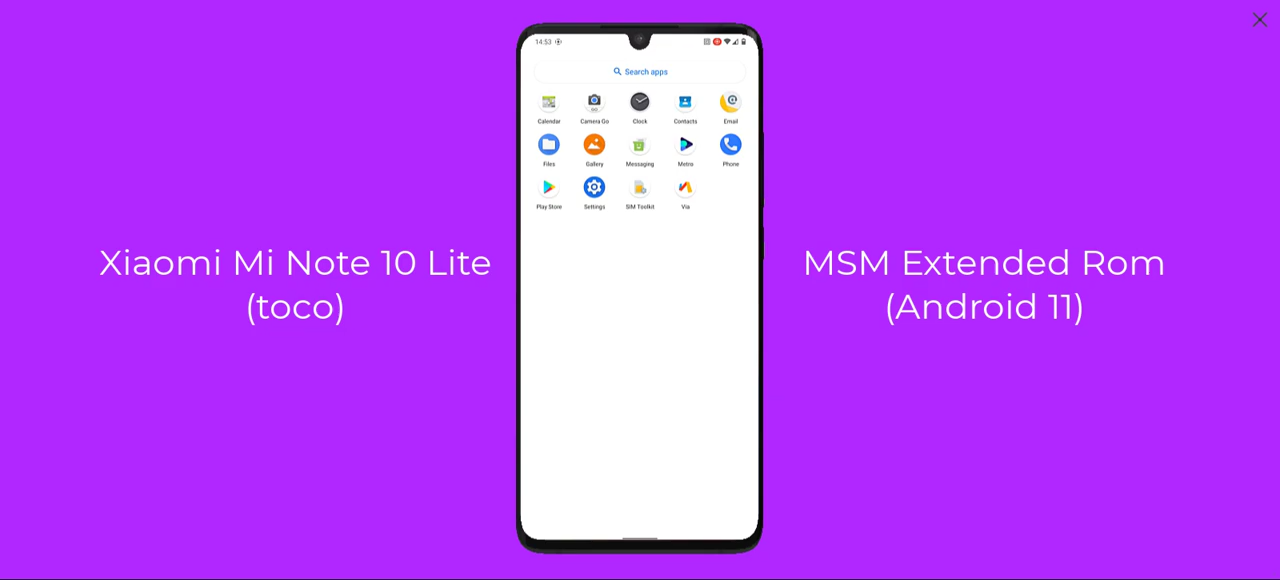 14:53
Search apps
Calendar
Camera Go
Clock
Contacts
Email
Files
Gallery
Messaging
Metro
Phone
Play Store
Settings
SIM Toolkit
Via
Xiaomi Mi Note 10 Lite
(toco)
MSM Extended Rom
(Android 11)